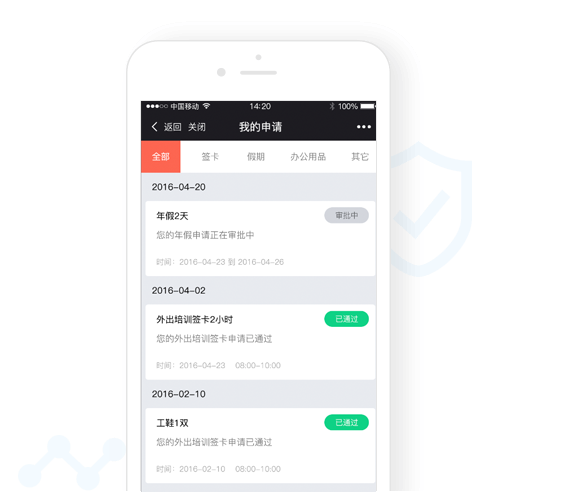 中国移动 14:20 100%
返回 关闭 我的申请
全部 签卡 假期 办公用品 其它
2016-04-20
年假2天 审批中
您的年假申请正在审批中
时间：2016-04-23 到 2016-04-26
2016-04-02
外出培训签卡2小时 已通过
您的外出培训签卡申请已通过
时间：2016-04-23 08:00-10:00
2016-02-10
工鞋1双 已通过
您的外出培训签卡申请已通过
时间：2016-02-10 08:00-10:00